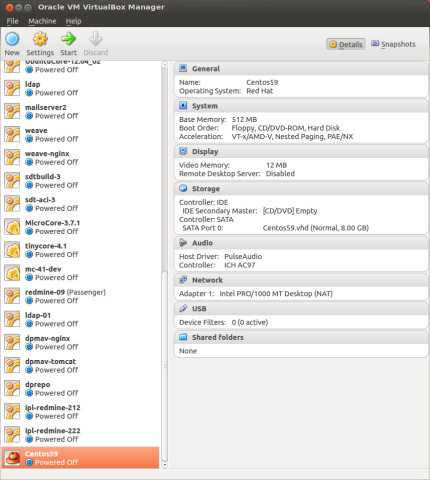 Oracle VM VirtualBox Manager
File Machine Help
New Settings Start Discard
Details Snapshots
ubuntucore-12.04_02
Powered Off
ldap
Powered Off
mailserver2
Powered Off
weave
Powered Off
weave-nginx
Powered Off
sdtbuild-3
Powered Off
sdt-aci-3
Powered Off
MicroCore-3.7.1
Powered Off
tinycore-4.1
Powered Off
mc-41-dev
Powered Off
redmine-09 (Passenger)
Powered Off
ldap-01
Powered Off
dpmav-nginx
Powered Off
dpmav-tomcat
Powered Off
dprepo
Powered Off
lpl-redmine-212
Powered Off
lpl-redmine-222
Powered Off
Centos59
Powered Off
General
Name: Centos59
Operating System: Red Hat
System
Base Memory: 512 MB
Boot Order: Floppy, CD/DVD-ROM, Hard Disk
Acceleration: VT-x/AMD-V, Nested Paging, PAE/NX
Display
Video Memory: 12 MB
Remote Desktop Server: Disabled
Storage
Controller: IDE
IDE Secondary Master: [CD/DVD] Empty
Controller: SATA
SATA Port 0: Centos59.vhd (Normal, 8.00 GB)
Audio
Host Driver: PulseAudio
Controller: ICH AC97
Network
Adapter 1: Intel PRO/1000 MT Desktop (NAT)
USB
Device Filters: 0 (0 active)
Shared folders
None